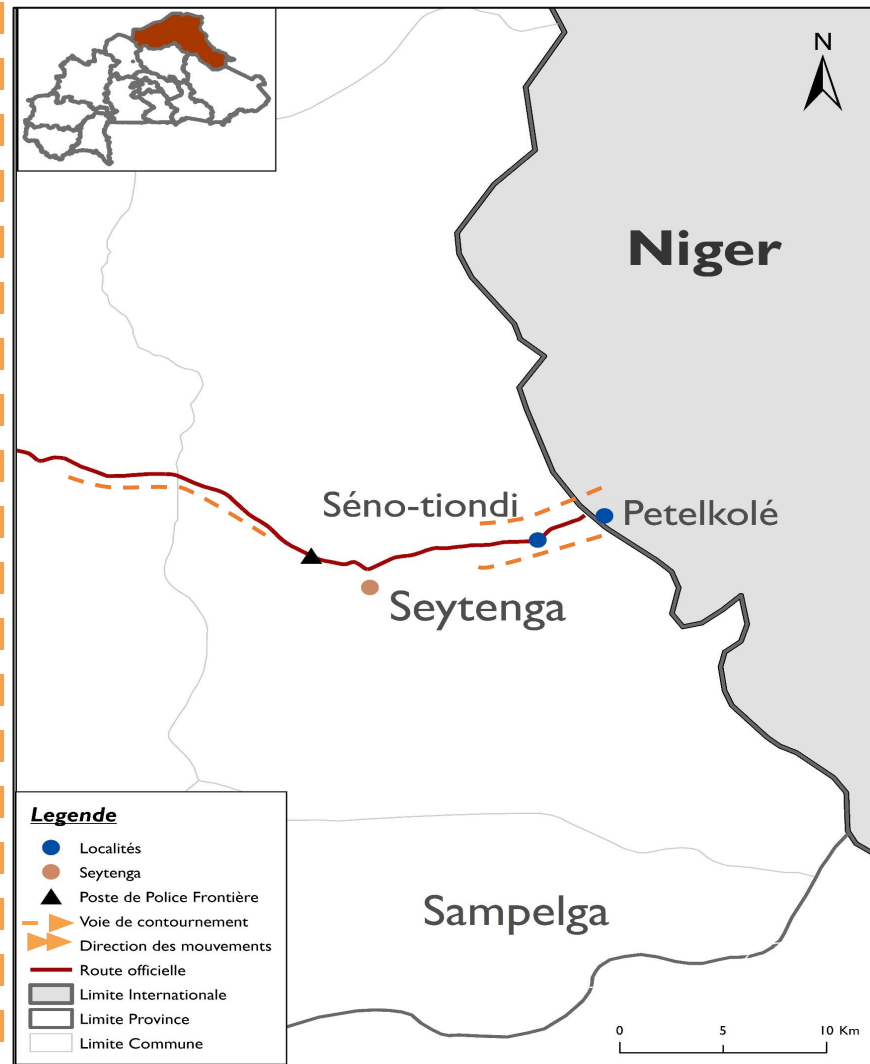 N
Niger
Séno-tiondi
Petelkolé
Seytenga
Sampelga
Legende
Localités
Seytenga
Poste de Police Frontière
Voie de contournement
Direction des mouvements
Route officielle
Limite Internationale
Limite Province
Limite Commune
0 5 10 Km